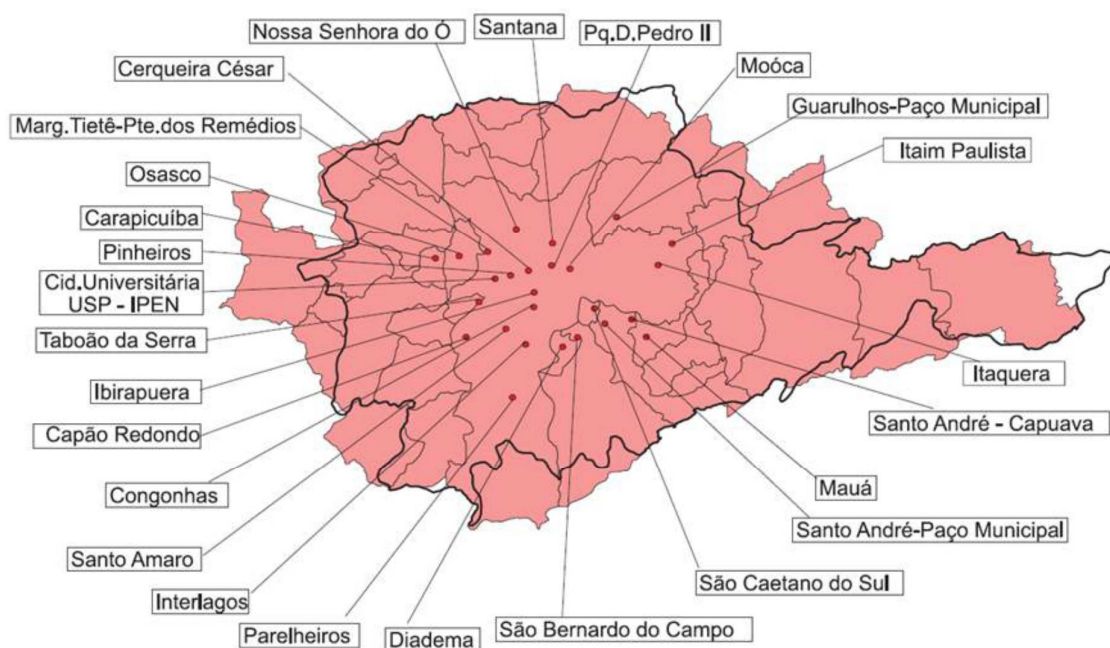 Nossa Senhora do Ó
Santana
Pq.D.Pedro II
Cerqueira César
Moóca
Marg.Tietê-Pte.dos Remédios
Guarulhos-Paço Municipal
Osasco
Itaim Paulista
Carapicuíba
Pinheiros
Cid.Universitária
USP - IPEN
Taboão da Serra
Ibirapuera
Itaquera
Capão Redondo
Santo André - Capuava
Congonhas
Mauá
Santo Amaro
Santo André-Paço Municipal
Interlagos
São Caetano do Sul
Parelheiros
Diadema
São Bernardo do Campo